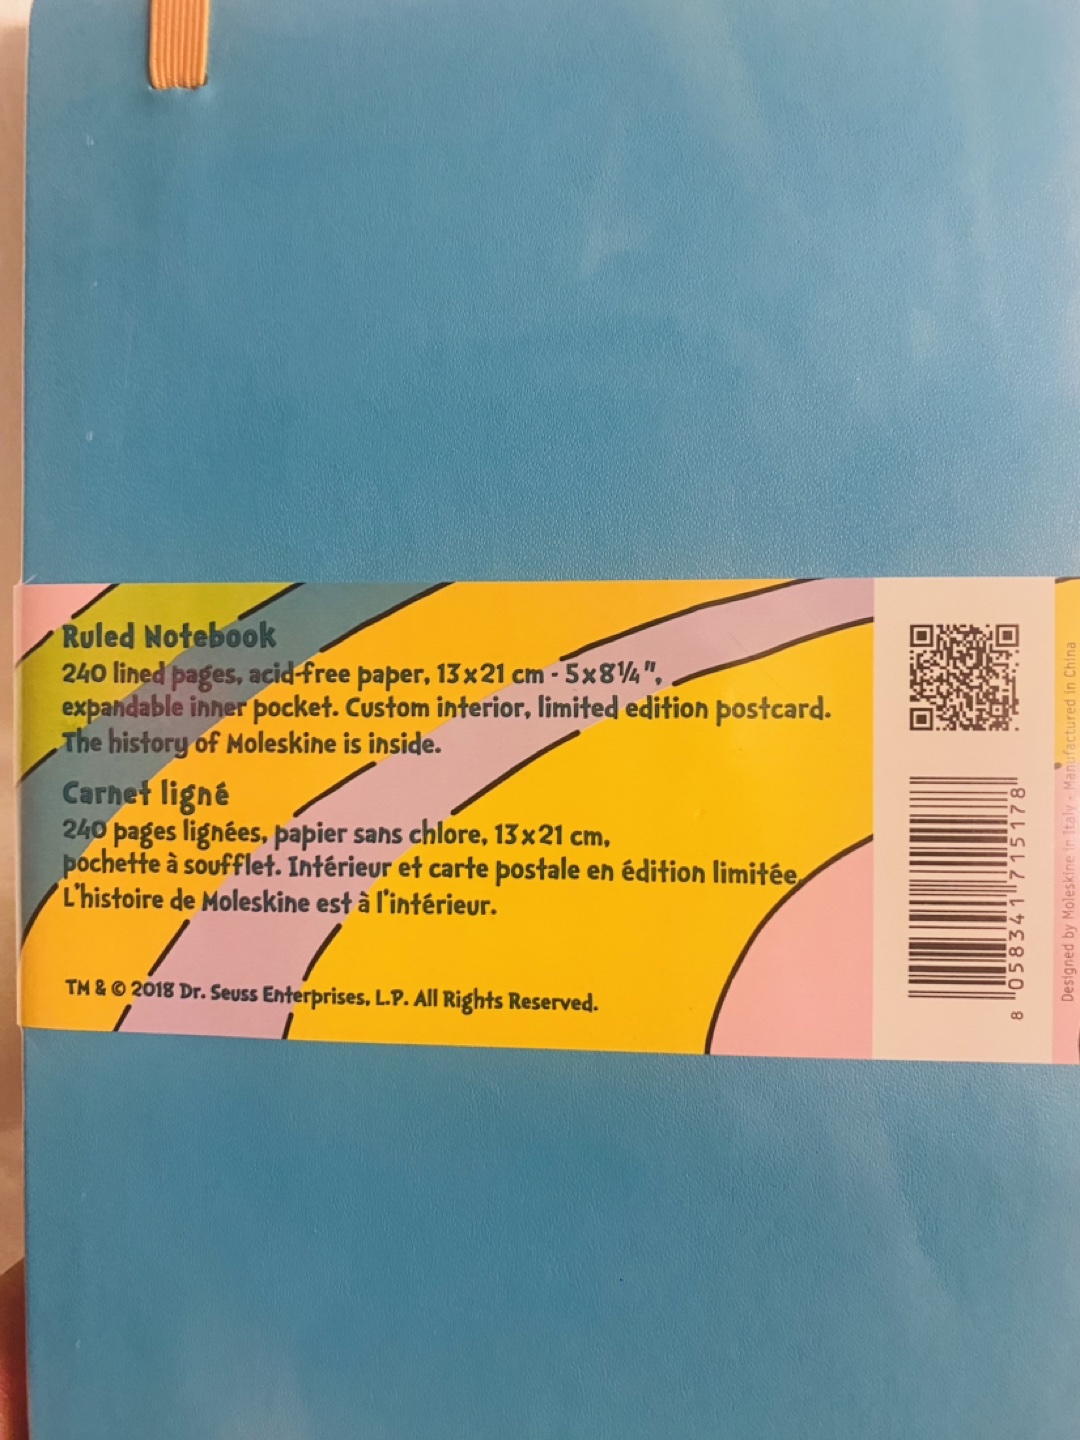 Ruled Notebook
240 lined pages, acid-free paper, 13x21 cm - 5x8¼",
expandable inner pocket. Custom interior, limited edition postcard.
The history of Moleskine is inside.
Carnet ligné
240 pages lignées, papier sans chlore, 13x21 cm,
pochette à soufflet. Intérieur et carte postale en édition limitée.
L'histoire de Moleskine est à l'intérieur.
TM & © 2018 Dr. Seuss Enterprises, L.P. All Rights Reserved.
8 058341 715178
Designed by Moleskine in Italy - Manufactured in China